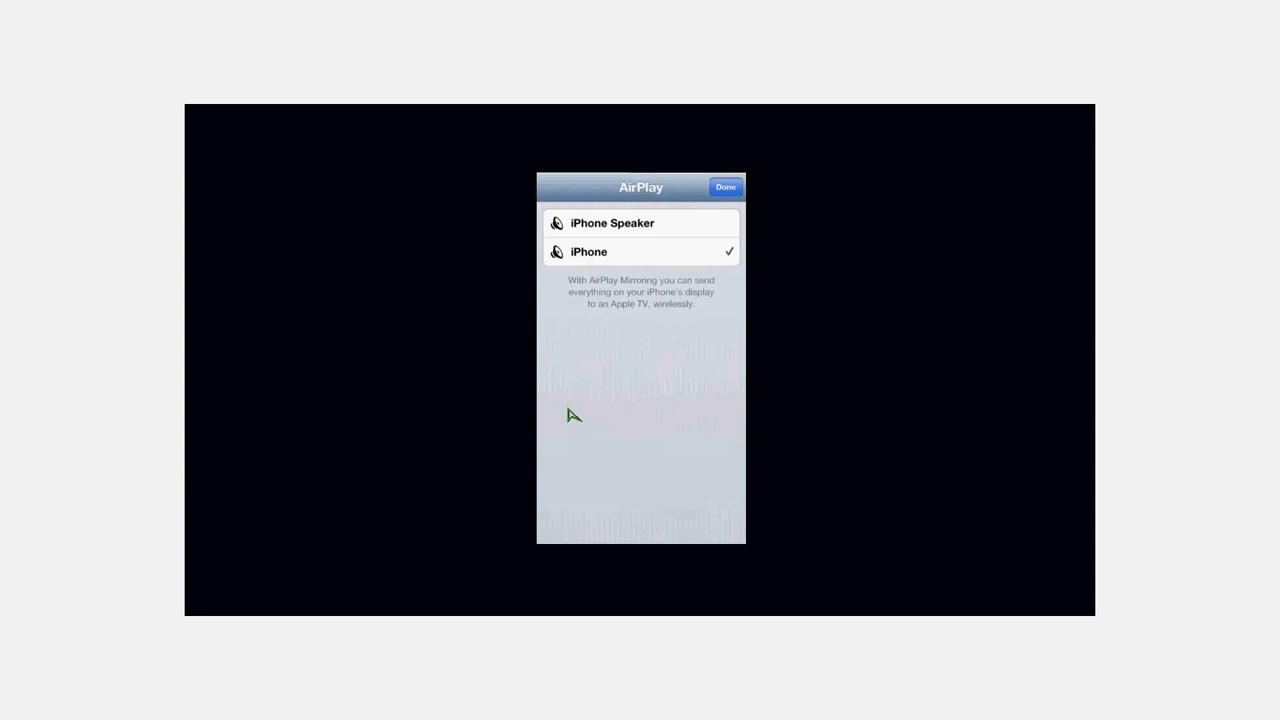 AirPlay
Done
iPhone Speaker
iPhone
With AirPlay Mirroring you can send
everything on your iPhone's display
to an Apple TV, wirelessly.